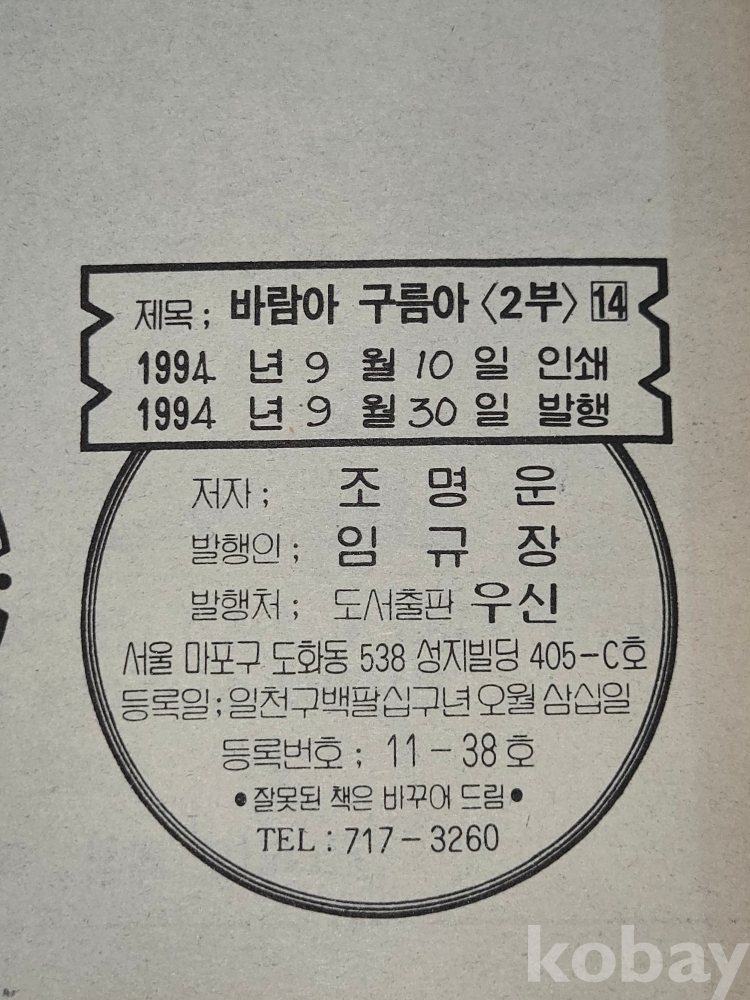 제목; 바람아 구름아 〈2부〉 14
1994 년 9 월 10 일 인쇄
1994 년 9 월 30 일 발행
저자; 조 명 운
발행인; 임 규 장
발행처; 도서출판 우신
서울 마포구 도화동 538 성지빌딩 405-C호
등록일; 일천구백팔십구년 오월 삼십일
등록번호; 11-38호
•잘못된 책은 바꾸어 드림•
TEL : 717-3260
kobay